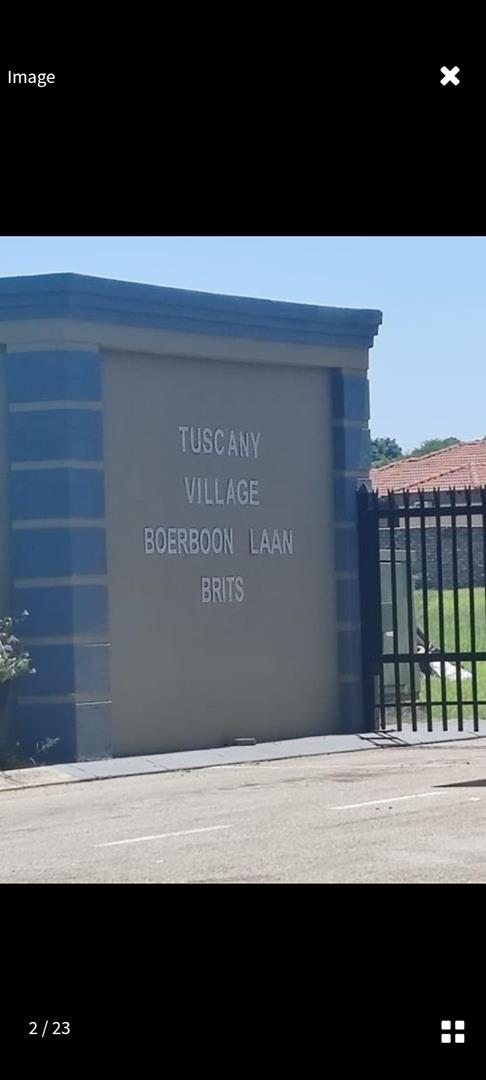 Image
TUSCANY
VILLAGE
BOERBOON LAAN
BRITS
2 / 23